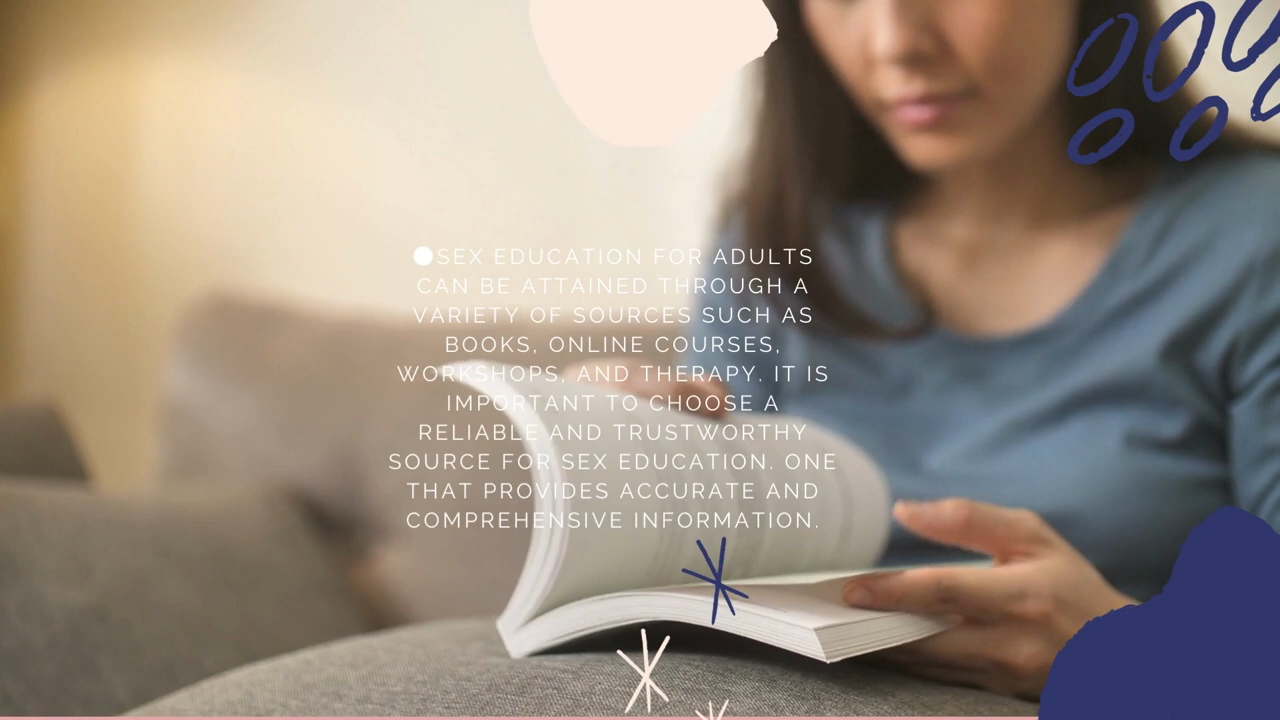 ●SEX EDUCATION FOR ADULTS
CAN BE ATTAINED THROUGH A
VARIETY OF SOURCES SUCH AS
BOOKS, ONLINE COURSES,
WORKSHOPS, AND THERAPY. IT IS
IMPORTANT TO CHOOSE A
RELIABLE AND TRUSTWORTHY
SOURCE FOR SEX EDUCATION. ONE
THAT PROVIDES ACCURATE AND
COMPREHENSIVE INFORMATION.